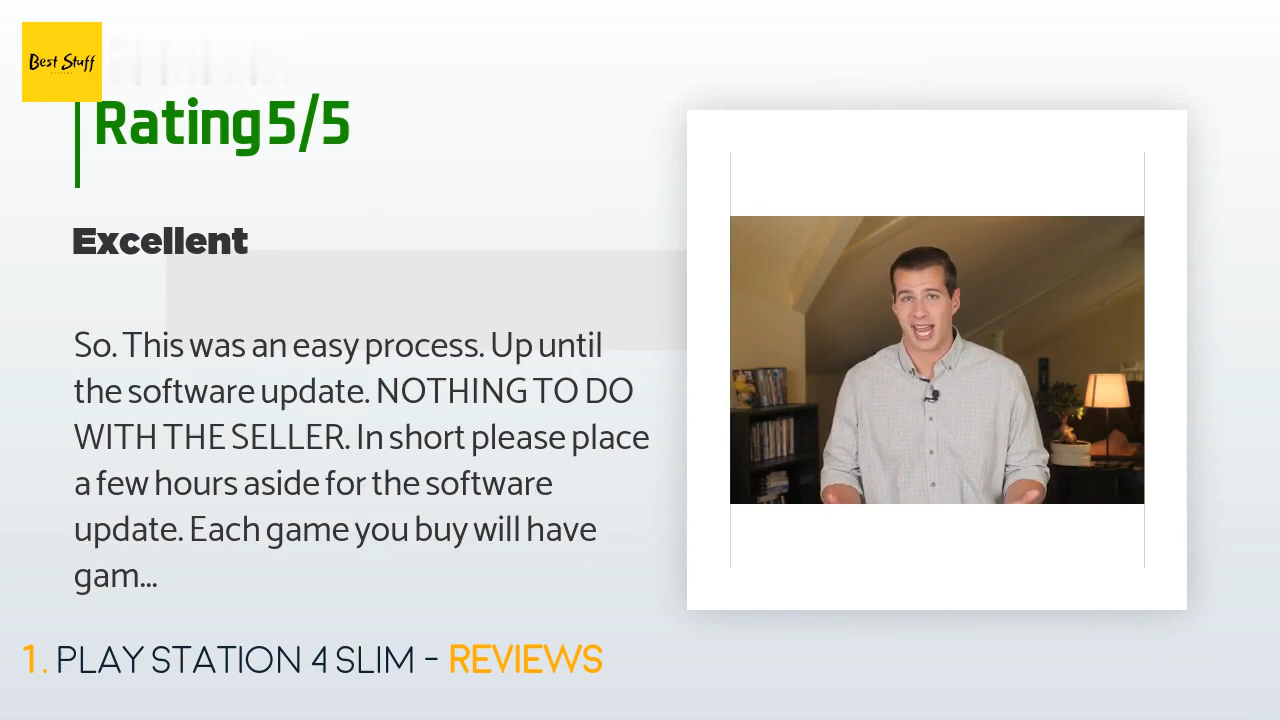 Best Stuff
Rating 5/5
Excellent
So. This was an easy process. Up until
the software update. NOTHING TO DO
WITH THE SELLER. In short please place
a few hours aside for the software
update. Each game you buy will have
gam...
1. PLAY STATION 4 SLIM - REVIEWS